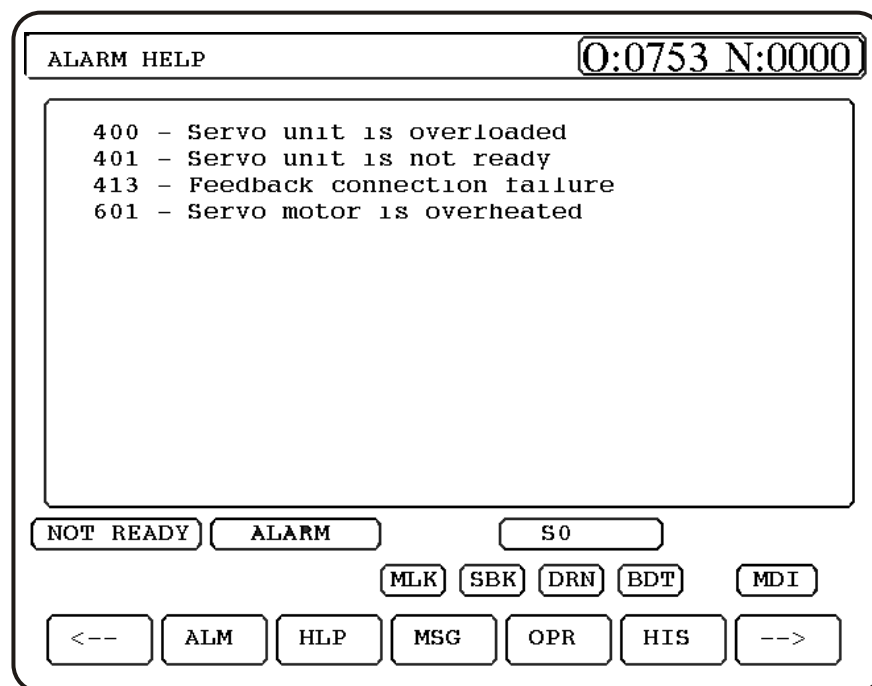 ALARM HELP O:0753 N:0000
400 - Servo unit is overloaded
401 - Servo unit is not ready
413 - Feedback connection failure
601 - Servo motor is overheated
NOT READY ALARM S0
MLK SBK DRN BDT MDI
<-- ALM HLP MSG OPR HIS -->